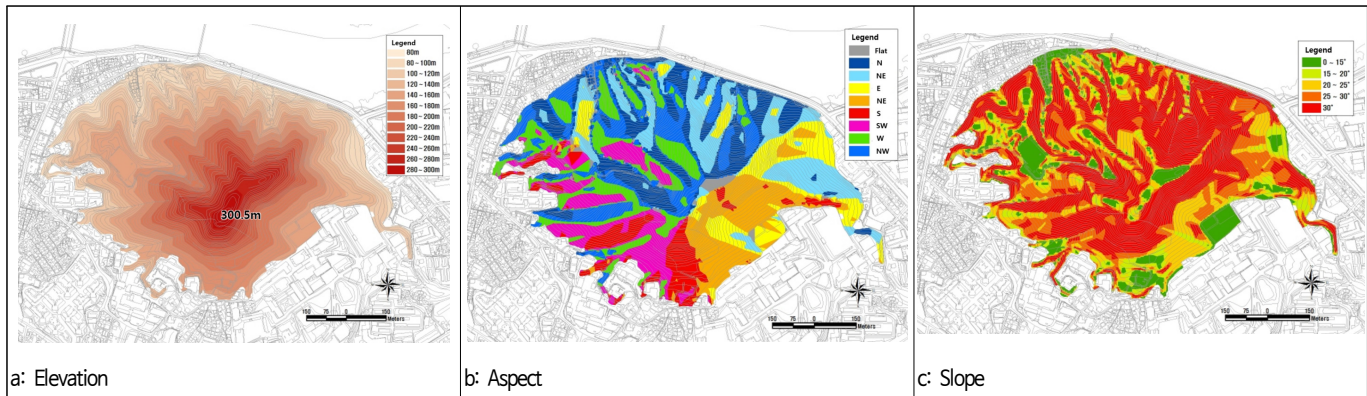 Legend
80m
80~100m
100~120m
120~140m
140~160m
160~180m
180~200m
200~220m
220~240m
240~260m
260~280m
280~300m
300.5m
150 75 0 150
Meters
a: Elevation
Legend
Flat
N
NE
E
NE
S
SW
W
NW
150 75 0 150
Meters
b: Aspect
Legend
0 ~ 15°
15 ~ 20°
20 ~ 25°
25 ~ 30°
30°
150 75 0 150
Meters
c: Slope